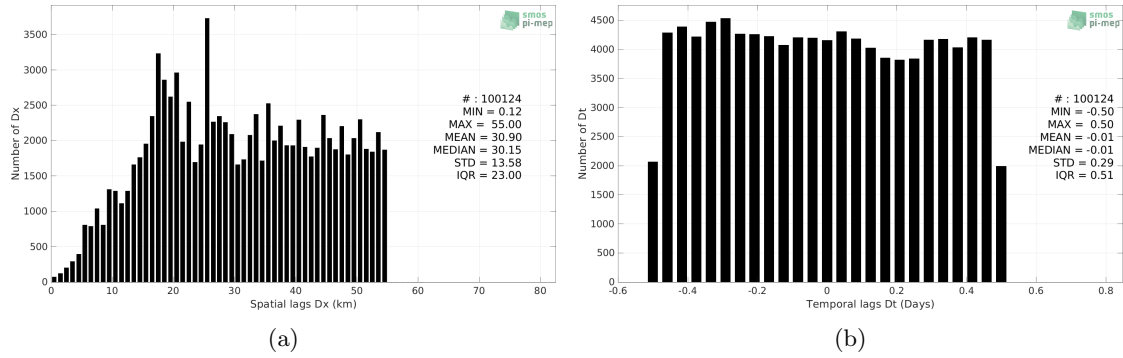 smos
pi-mep
3500
3000
2500
2000
1500
1000
500
0
Number of Dx
# : 100124
MIN = 0.12
MAX = 55.00
MEAN = 30.90
MEDIAN = 30.15
STD = 13.58
IQR = 23.00
0 10 20 30 40 50 60 70 80
Spatial lags Dx (km)
(a)
smos
pi-mep
4500
4000
3500
3000
2500
2000
1500
1000
500
0
Number of Dt
# : 100124
MIN = -0.50
MAX = 0.50
MEAN = -0.01
MEDIAN = -0.01
STD = 0.29
IQR = 0.51
-0.6 -0.4 -0.2 0 0.2 0.4 0.6 0.8
Temporal lags Dt (Days)
(b)